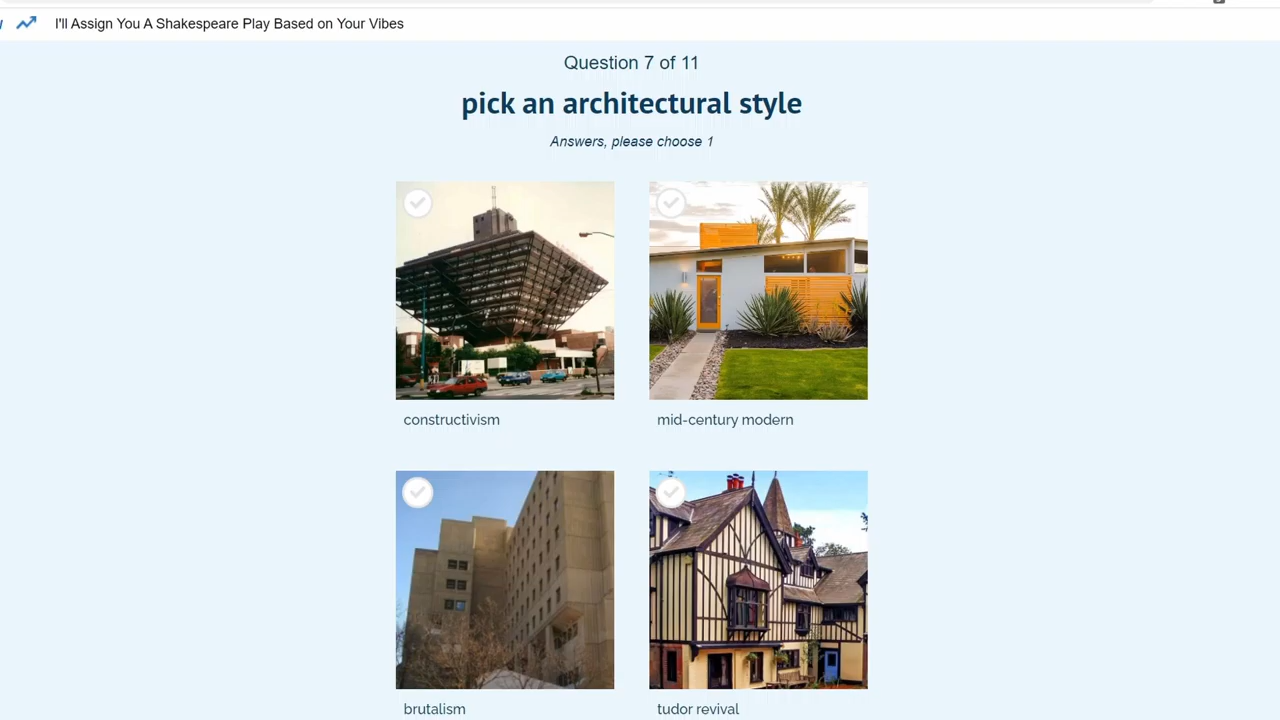 I'll Assign You A Shakespeare Play Based on Your Vibes
Question 7 of 11
pick an architectural style
Answers, please choose 1
constructivism
mid-century modern
brutalism
tudor revival